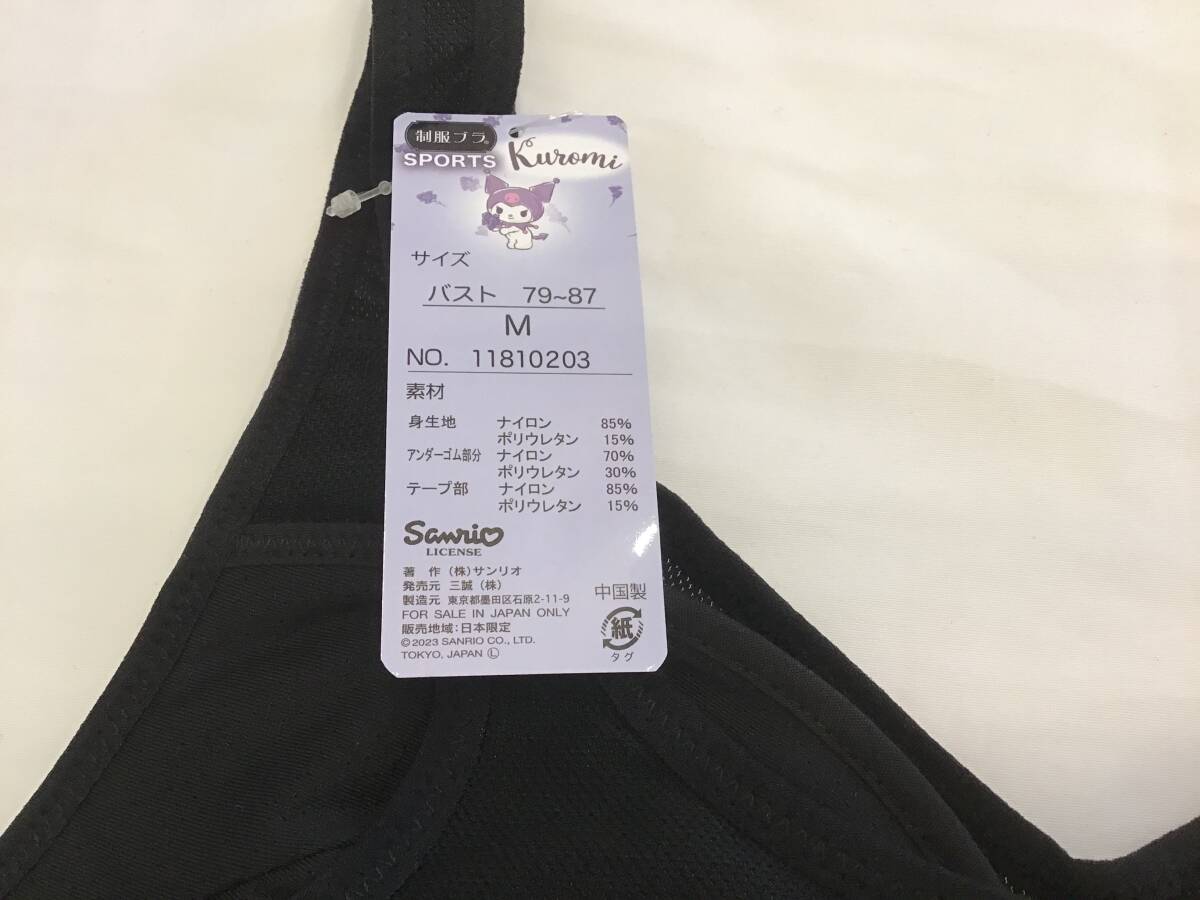 制服ブラ®
SPORTS
Kuromi
サイズ
バスト 79~87
M
NO. 11810203
素材
身生地 ナイロン 85%
ポリウレタン 15%
アンダーゴム部分 ナイロン 70%
ポリウレタン 30%
テープ部 ナイロン 85%
ポリウレタン 15%
Sanrio
LICENSE
著 作 (株)サンリオ
発売元 三誠(株)
製造元 東京都墨田区石原2-11-9
FOR SALE IN JAPAN ONLY
販売地域:日本限定
©2023 SANRIO CO., LTD.
TOKYO, JAPAN Ⓛ
中国製
紙
タグ